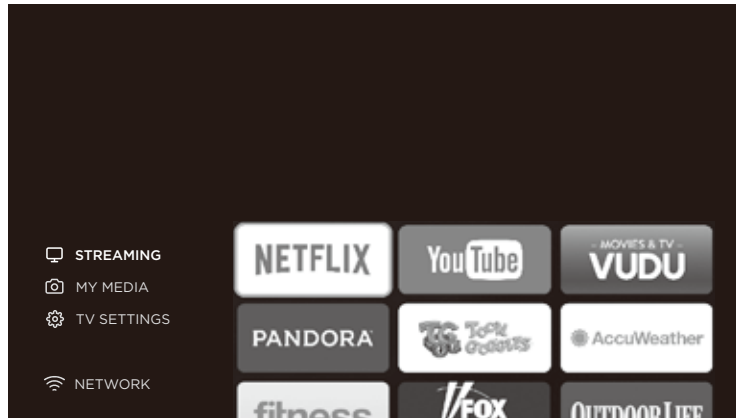 STREAMING
MY MEDIA
TV SETTINGS
NETWORK
NETFLIX
YouTube
- MOVIES & TV -
VUDU
PANDORA
TG Toon
GOGGLES
AccuWeather
fitness
FOX
OUTDOOR LIFE